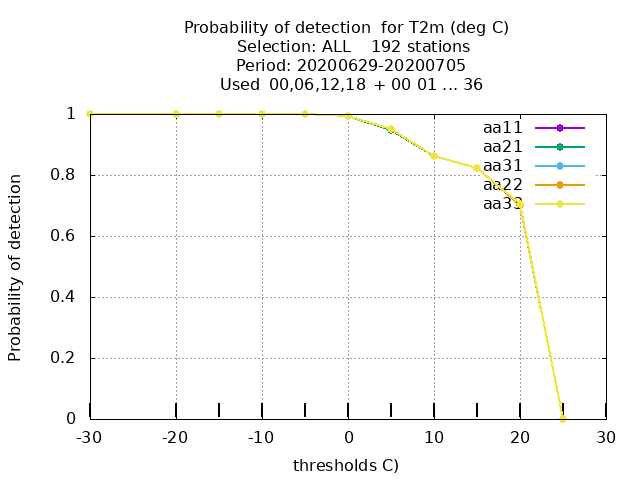 Probability of detection  for T2m (deg C)
Selection: ALL    192 stations
Period: 20200629-20200705
Used  00,06,12,18  + 00 01 ... 36
1
0.8
0.6
0.4
0.2
0
Probability of detection
aa11
aa21
aa31
aa22
aa33
-30
-20
-10
0
10
20
30
thresholds C)